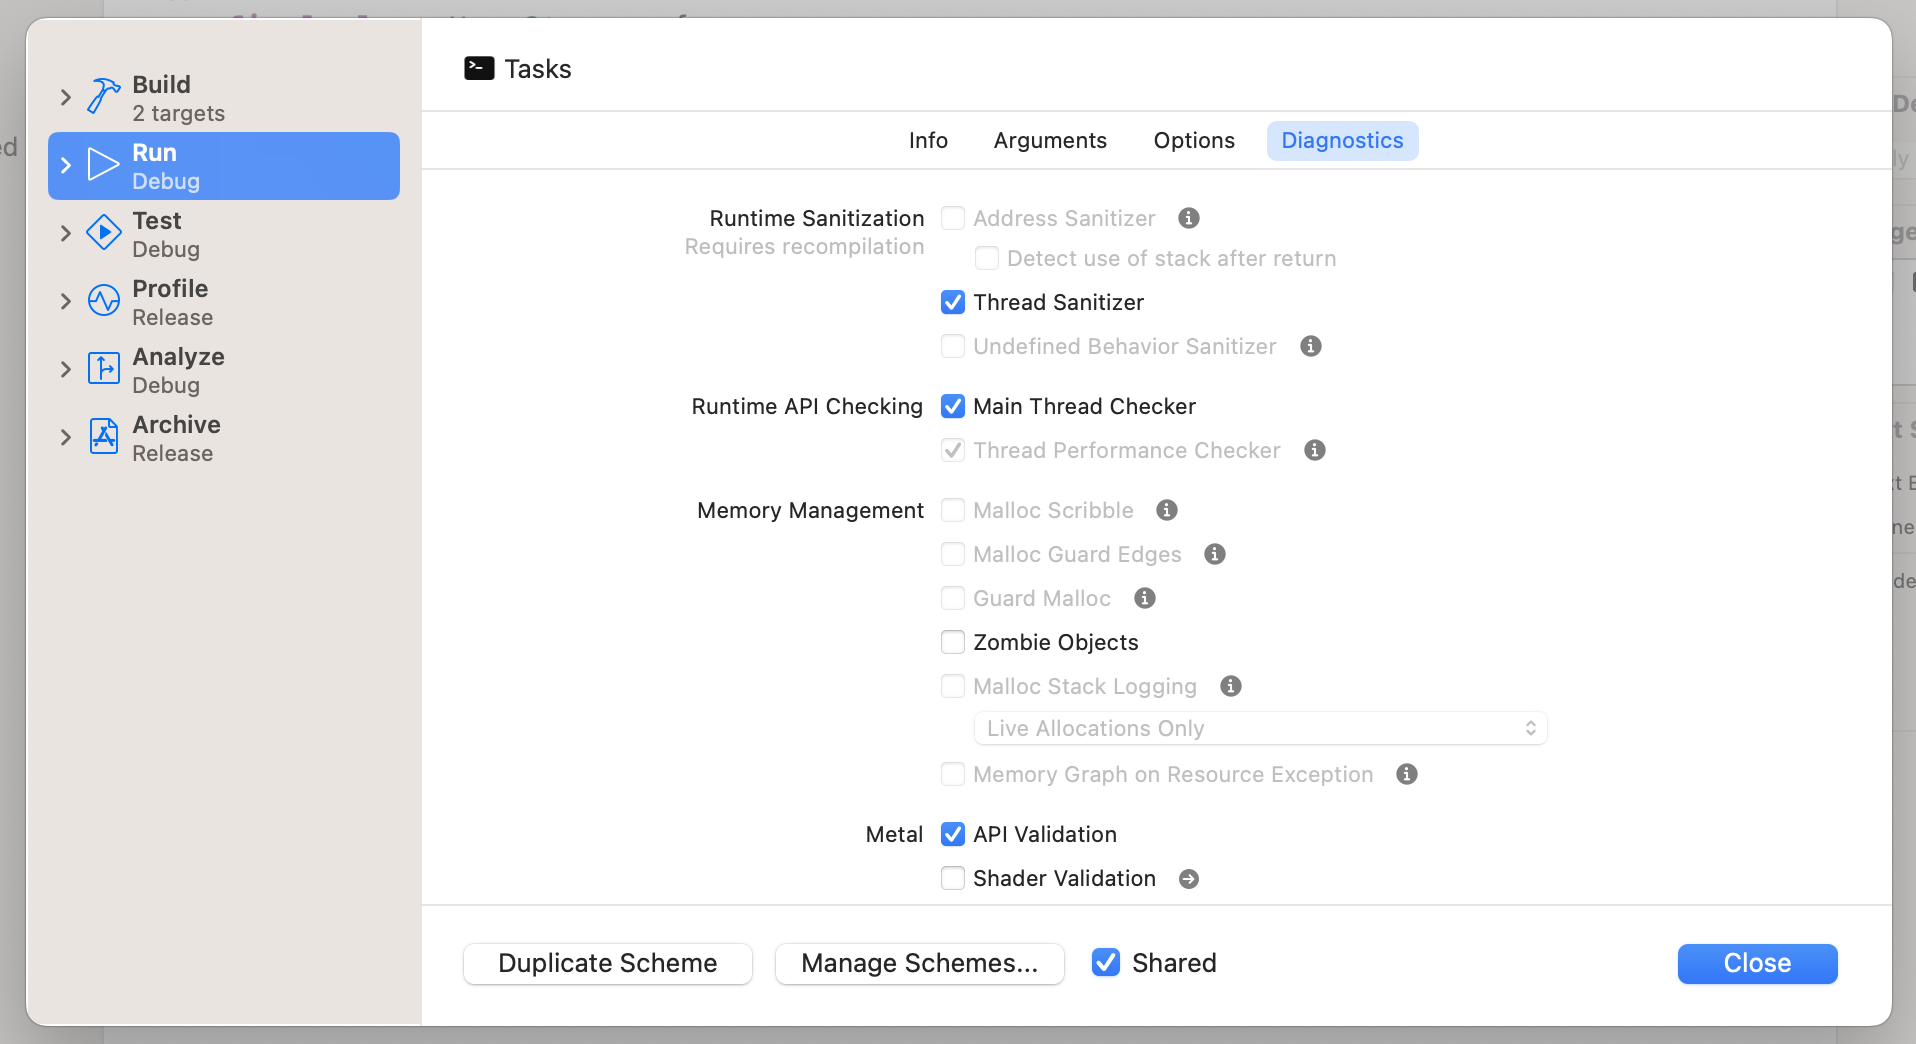 Build
2 targets
Run
Debug
Test
Debug
Profile
Release
Analyze
Debug
Archive
Release
Tasks
Info Arguments Options Diagnostics
Runtime Sanitization Address Sanitizer
Requires recompilation
Detect use of stack after return
Thread Sanitizer
Undefined Behavior Sanitizer
Runtime API Checking Main Thread Checker
Thread Performance Checker
Memory Management Malloc Scribble
Malloc Guard Edges
Guard Malloc
Zombie Objects
Malloc Stack Logging
Live Allocations Only
Memory Graph on Resource Exception
Metal API Validation
Shader Validation
Duplicate Scheme Manage Schemes... Shared Close